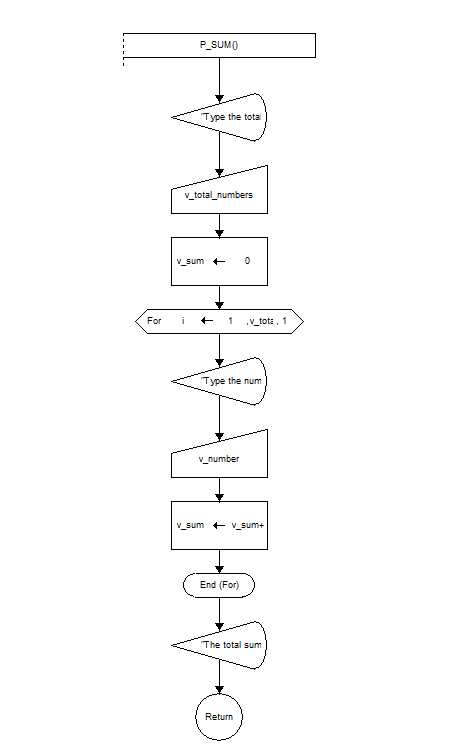 P_SUM()
"Type the total
v_total_numbers
v_sum ← 0
For i ← 1 ,v_tota , 1
"Type the num
v_number
v_sum ← v_sum+
End (For)
"The total sum
Return